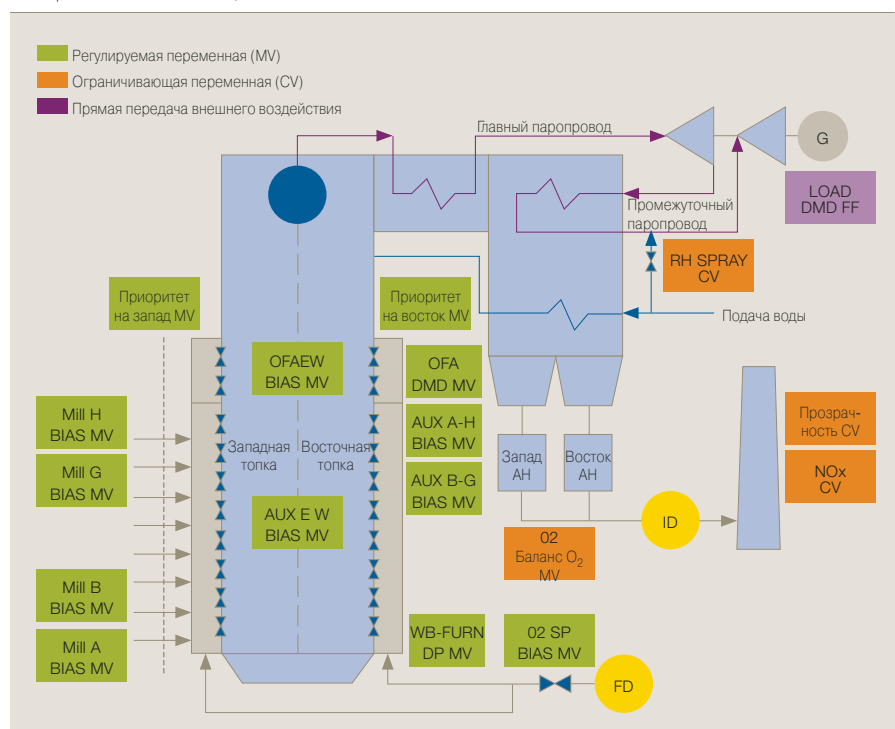 Регулируемая переменная (MV)
Ограничивающая переменная (CV)
Прямая передача внешнего воздействия
Главный паропровод
G
LOAD
DMD FF
Промежуточный
паропровод
RH SPRAY
CV
Подача воды
Приоритет
на запад MV
Приоритет
на восток MV
OFAEW
BIAS MV
OFA
DMD MV
Mill H
BIAS MV
AUX A-H
BIAS MV
Прозрач-
ность CV
Западная
топка
Восточная
топка
Запад
АН
Восток
АН
Mill G
BIAS MV
AUX B-G
BIAS MV
NOx
CV
AUX E W
BIAS MV
ID
02
Баланс O2
MV
Mill B
BIAS MV
Mill A
BIAS MV
WB-FURN
DP MV
02 SP
BIAS MV
FD